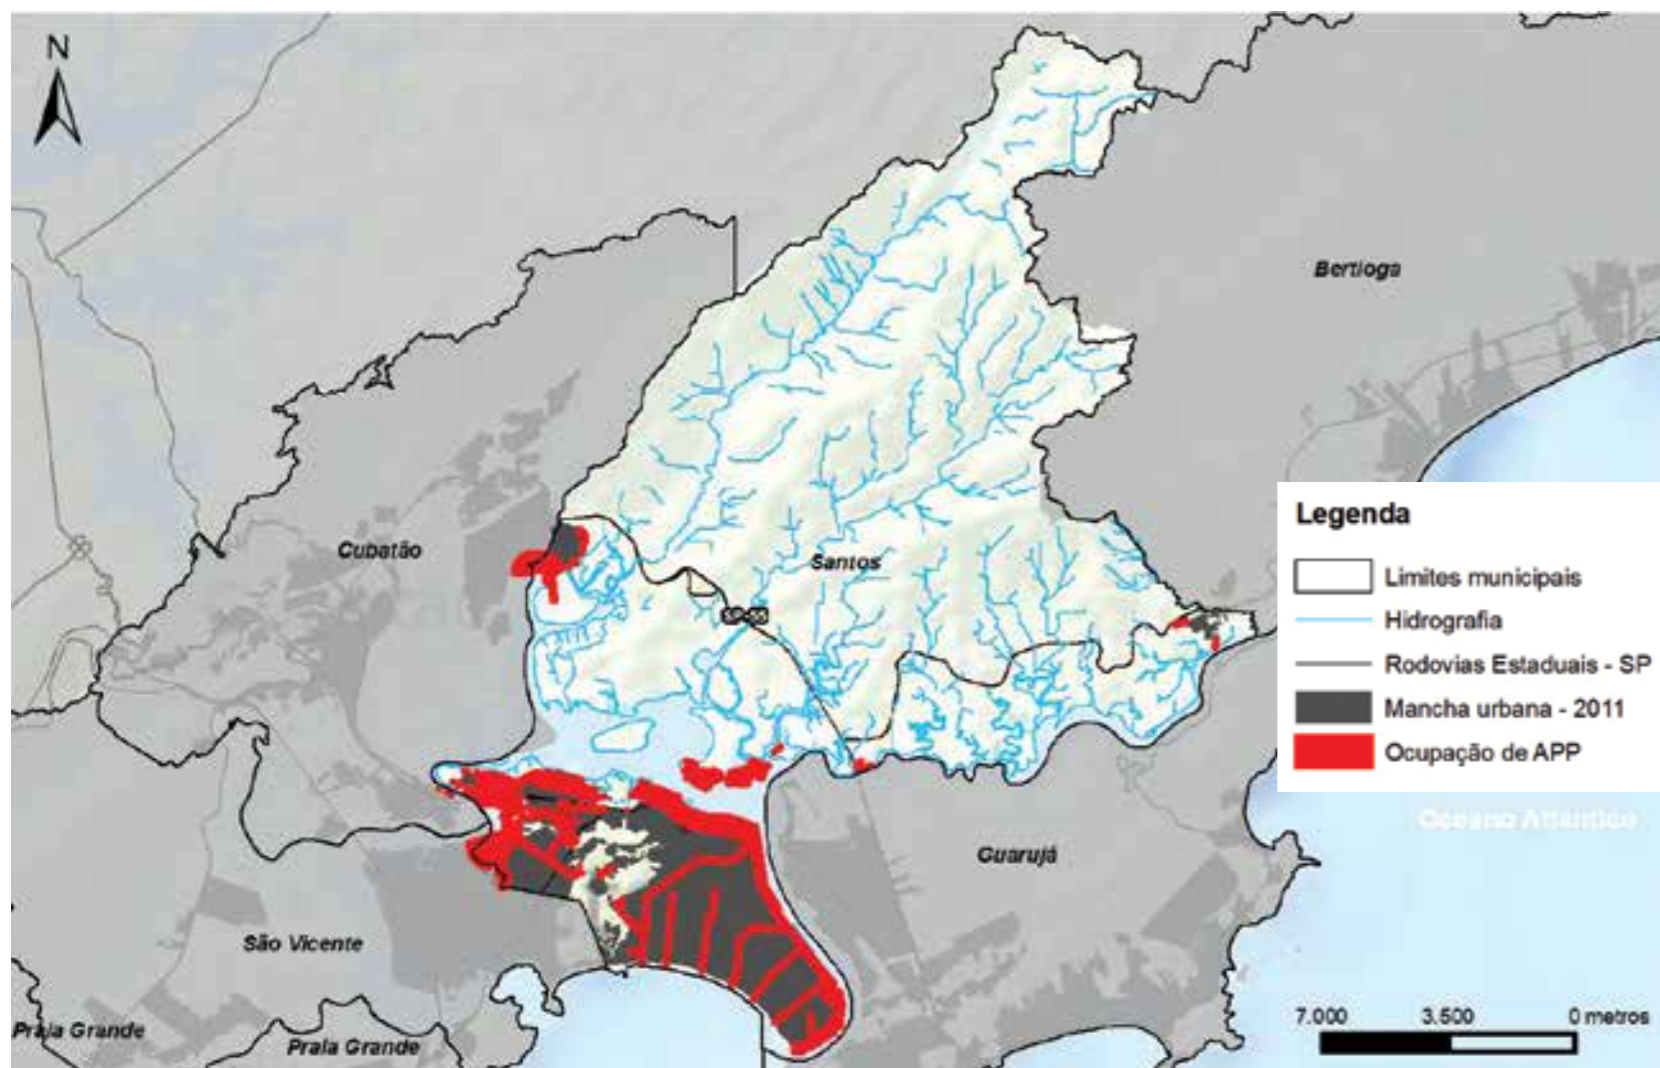 N
Bertioga
Legenda
Limites municipais
Hidrografia
Rodovias Estaduais - SP
Mancha urbana - 2011
Ocupação de APP
Cubatão
Santos
Oceano Atlântico
Guarujá
São Vicente
Praia Grande
Praia Grande
7.000 3.500 0 metros